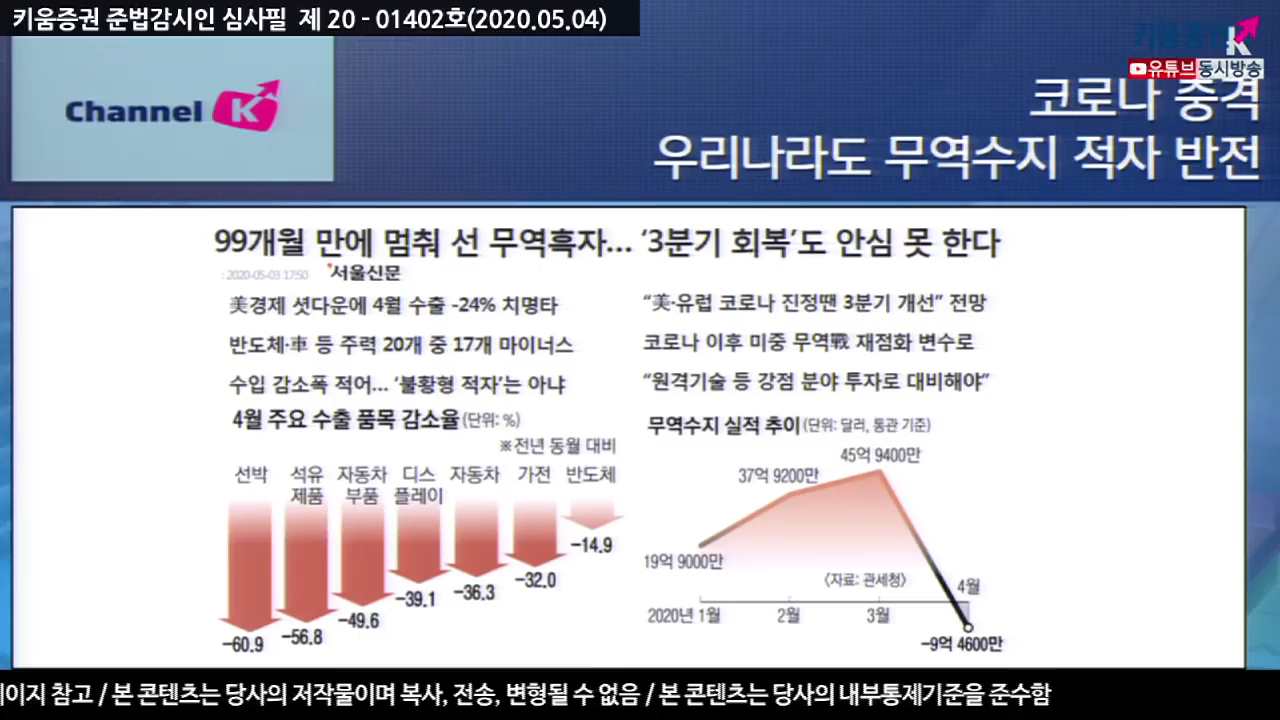 키움증권 준법감시인 심사필 제 20 - 01402호(2020.05.04)
키움증권
K
유튜브 동시방송
Channel K
코로나 충격
우리나라도 무역수지 적자 반전
99개월 만에 멈춰 선 무역흑자... '3분기 회복'도 안심 못 한다
: 2020-05-03 17:50 *서울신문
美경제 셧다운에 4월 수출 -24% 치명타
반도체·車 등 주력 20개 중 17개 마이너스
수입 감소폭 적어... '불황형 적자'는 아냐
"美·유럽 코로나 진정땐 3분기 개선" 전망
코로나 이후 미중 무역戰 재점화 변수로
"원격기술 등 강점 분야 투자로 대비해야"
4월 주요 수출 품목 감소율 (단위: %)
※전년 동월 대비
선박 석유제품 자동차부품 디스플레이 자동차 가전 반도체
-60.9 -56.8 -49.6 -39.1 -36.3 -32.0 -14.9
무역수지 실적 추이 (단위: 달러, 통관 기준)
19억 9000만
37억 9200만
45억 9400만
-9억 4600만
〈자료: 관세청〉
2020년 1월 2월 3월 4월
이지 참고 / 본 콘텐츠는 당사의 저작물이며 복사, 전송, 변형될 수 없음 / 본 콘텐츠는 당사의 내부통제기준을 준수함